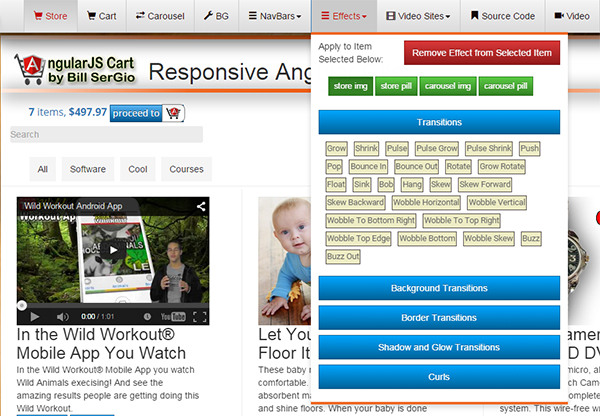 Store Cart Carousel BG NavBars Effects Video Sites Source Code Video
Apply to Item
Selected Below:
Remove Effect from Selected Item
ngularJS Cart
by Bill SerGio
Responsive Ang
store img store pill carousel img carousel pill
7 items, $497.97 proceed to
Transitions
Search
Grow Shrink Pulse Pulse Grow Pulse Shrink Push
Pop Bounce In Bounce Out Rotate Grow Rotate
Float Sink Bob Hang Skew Skew Forward
Skew Backward Wobble Horizontal Wobble Vertical
Wobble To Bottom Right Wobble To Top Right
Wobble Top Edge Wobble Bottom Wobble Skew Buzz
Buzz Out
All Software Cool Courses
Wild Workout Android App
0:00 / 1:01 YouTube
Background Transitions
Border Transitions
Shadow and Glow Transitions
Curls
In the Wild Workout®
Mobile App You Watch
In the Wild Workout® Mobile App you watch
Wild Animals execising! And see the
amazing results people are getting doing this
Wild Workout.
Let You
Floor It
These baby
comfortable.
absorbent ma
and shine floors. When your baby is done
amer
D DV
micro, al
ch Came
complete
system. This wire-free w